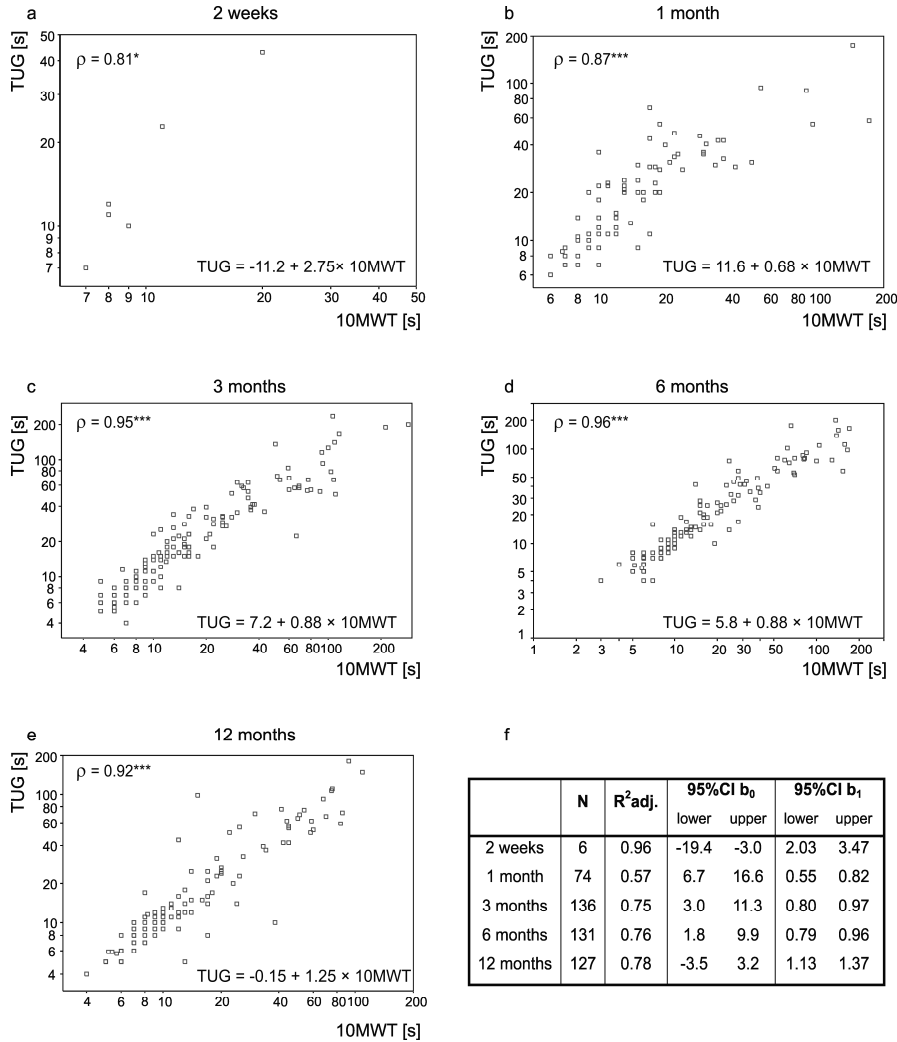 a
2 weeks
TUG [s]
ρ = 0.81*
50
40
30
20
10
9
8
7
TUG = -11.2 + 2.75× 10MWT
7 8 9 10 20 30 40 50
10MWT [s]
b
1 month
TUG [s]
ρ = 0.87***
200
100
80
60
40
20
10
8
6
TUG = 11.6 + 0.68 × 10MWT
6 8 10 20 40 60 80 100 200
10MWT [s]
c
3 months
TUG [s]
ρ = 0.95***
200
100
80
60
40
20
10
8
6
4
TUG = 7.2 + 0.88 × 10MWT
4 6 8 10 20 40 60 80 100 200
10MWT [s]
d
6 months
TUG [s]
ρ = 0.96***
200
100
50
30
20
10
5
3
2
1
TUG = 5.8 + 0.88 × 10MWT
1 2 3 5 10 20 30 50 100 200
10MWT [s]
e
12 months
TUG [s]
ρ = 0.92***
200
100
80
60
40
20
10
8
6
4
TUG = -0.15 + 1.25 × 10MWT
4 6 8 10 20 40 60 80 100 200
10MWT [s]
f
N R²adj. 95%CI b₀ 95%CI b₁
lower upper lower upper
2 weeks 6 0.96 -19.4 -3.0 2.03 3.47
1 month 74 0.57 6.7 16.6 0.55 0.82
3 months 136 0.75 3.0 11.3 0.80 0.97
6 months 131 0.76 1.8 9.9 0.79 0.96
12 months 127 0.78 -3.5 3.2 1.13 1.37